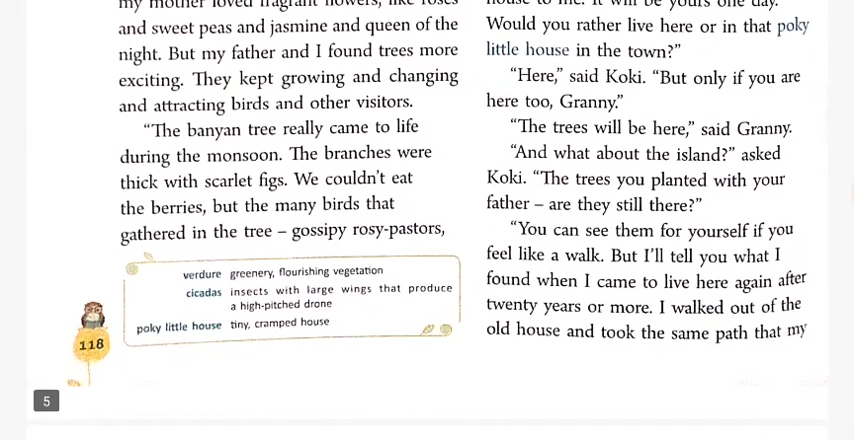 my mother loved fragrant flowers, like roses
and sweet peas and jasmine and queen of the
night. But my father and I found trees more
exciting. They kept growing and changing
and attracting birds and other visitors.
“The banyan tree really came to life
during the monsoon. The branches were
thick with scarlet figs. We couldn’t eat
the berries, but the many birds that
gathered in the tree – gossipy rosy-pastors,
verdure greenery, flourishing vegetation
cicadas insects with large wings that produce
a high-pitched drone
poky little house tiny, cramped house
118
house to me. It will be yours one day.
Would you rather live here or in that poky
little house in the town?”
“Here,” said Koki. “But only if you are
here too, Granny.”
“The trees will be here,” said Granny.
“And what about the island?” asked
Koki. “The trees you planted with your
father – are they still there?”
“You can see them for yourself if you
feel like a walk. But I’ll tell you what I
found when I came to live here again after
twenty years or more. I walked out of the
old house and took the same path that my
5